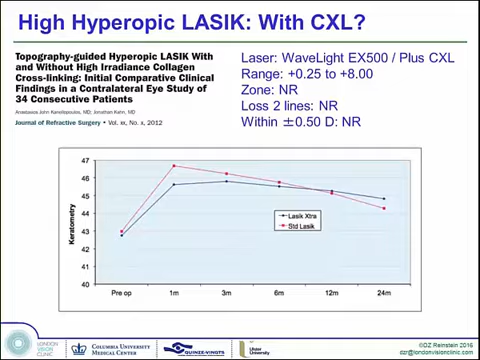 High Hyperopic LASIK: With CXL?
Topography-guided Hyperopic LASIK With
and Without High Irradiance Collagen
Cross-linking: Initial Comparative Clinical
Findings in a Contralateral Eye Study of
34 Consecutive Patients
Anastasios John Kanellopoulos, MD; Jonathan Kahn, MD
Journal of Refractive Surgery • Vol. xx, No. x, 2012
Laser: WaveLight EX500 / Plus CXL
Range: +0.25 to +8.00
Zone: NR
Loss 2 lines: NR
Within ±0.50 D: NR
47
46
45
44
43
42
41
40
Keratometry
Lasik Xtra
Std Lasik
Pre op
1m
3m
6m
12m
24m
LONDON
VISION
CLINIC
COLUMBIA UNIVERSITY
MEDICAL CENTER
QUINZE-VINGTS
Ulster
University
©DZ Reinstein 2016
dzr@londonvisionclinic.com